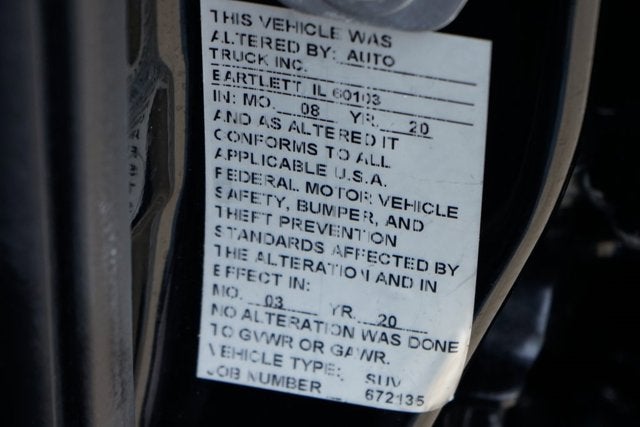 THIS VEHICLE WAS
ALTERED BY: AUTO
TRUCK INC.
BARTLETT IL 60103
IN: MO. 08 YR. 20
AND AS ALTERED IT
CONFORMS TO ALL
APPLICABLE U.S.A.
FEDERAL MOTOR VEHICLE
SAFETY, BUMPER, AND
THEFT PREVENTION
STANDARDS AFFECTED BY
THE ALTERATION AND IN
EFFECT IN:
MO. 03 YR. 20
NO ALTERATION WAS DONE
TO GVWR OR GAWR.
VEHICLE TYPE: SUV
JOB NUMBER 672135